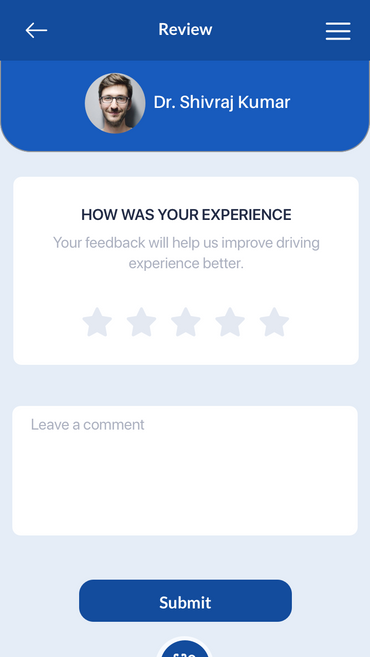 Review
Dr. Shivraj Kumar
HOW WAS YOUR EXPERIENCE
Your feedback will help us improve driving
experience better.
Leave a comment
Submit